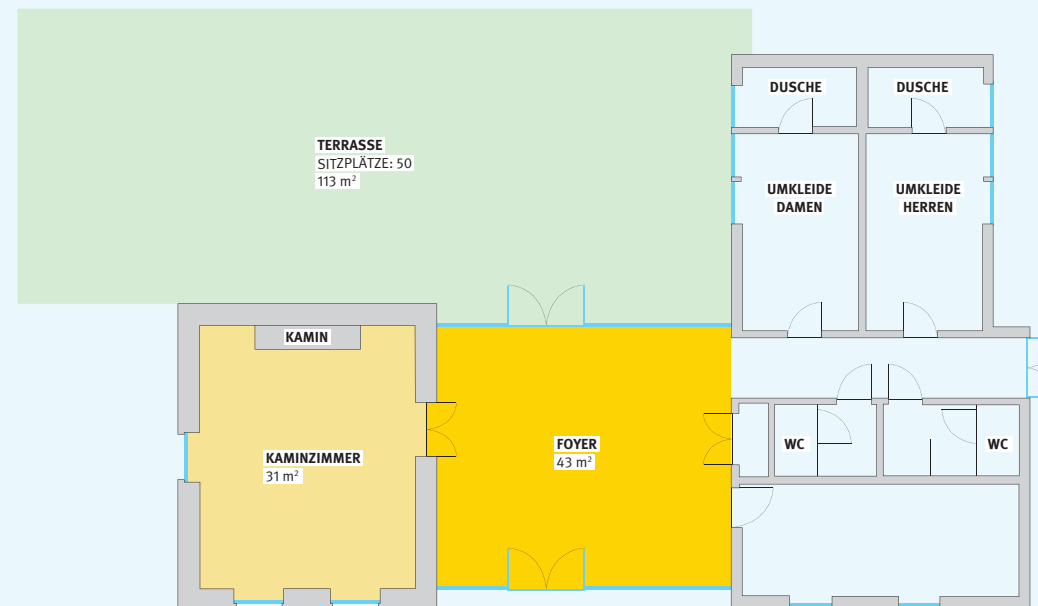 DUSCHE
DUSCHE
TERRASSE
SITZPLÄTZE: 50
113 m²
UMKLEIDE
DAMEN
UMKLEIDE
HERREN
KAMIN
KAMINZIMMER
31 m²
FOYER
43 m²
WC
WC